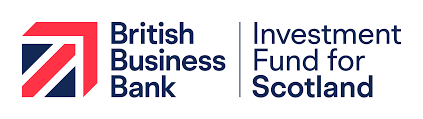 British
Business
Bank
Investment
Fund for
Scotland